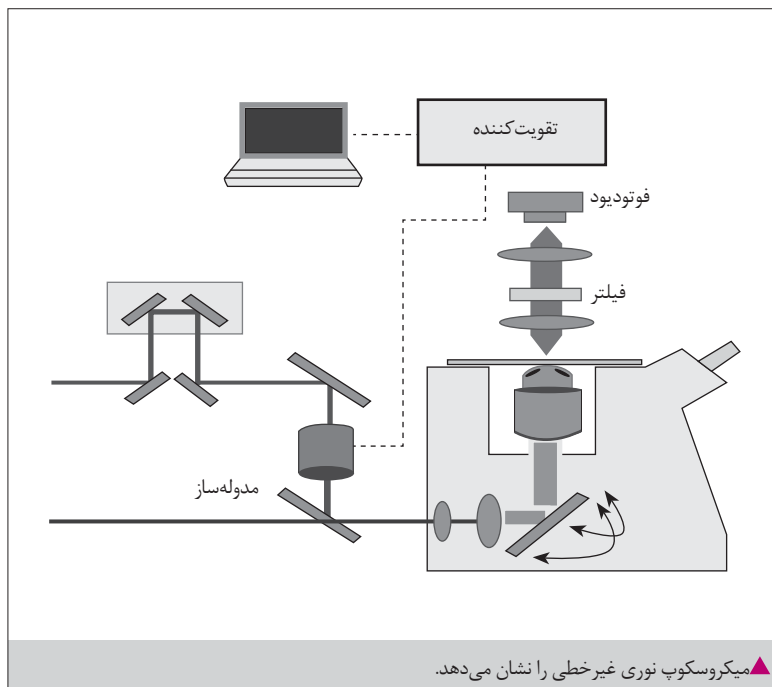 تقویت‌کننده
فوتودیود
فیلتر
مدوله‌ساز
میکروسکوپ نوری غیرخطی را نشان می‌دهد.